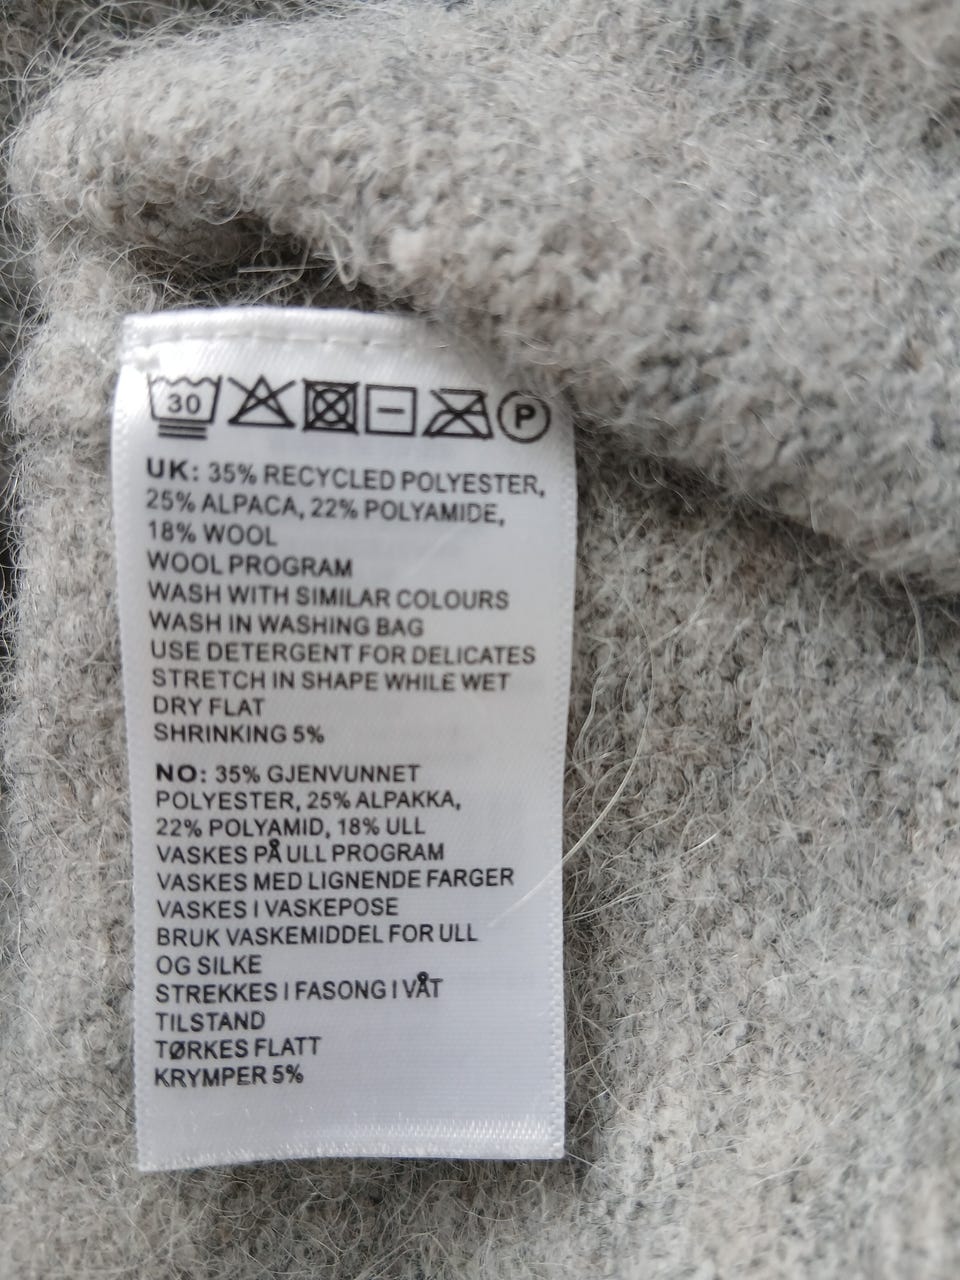 30 P
UK: 35% RECYCLED POLYESTER,
25% ALPACA, 22% POLYAMIDE,
18% WOOL
WOOL PROGRAM
WASH WITH SIMILAR COLOURS
WASH IN WASHING BAG
USE DETERGENT FOR DELICATES
STRETCH IN SHAPE WHILE WET
DRY FLAT
SHRINKING 5%
NO: 35% GJENVUNNET
POLYESTER, 25% ALPAKKA,
22% POLYAMID, 18% ULL
VASKES PÅ ULL PROGRAM
VASKES MED LIGNENDE FARGER
VASKES I VASKEPOSE
BRUK VASKEMIDDEL FOR ULL
OG SILKE
STREKKES I FASONG I VÅT
TILSTAND
TØRKES FLATT
KRYMPER 5%